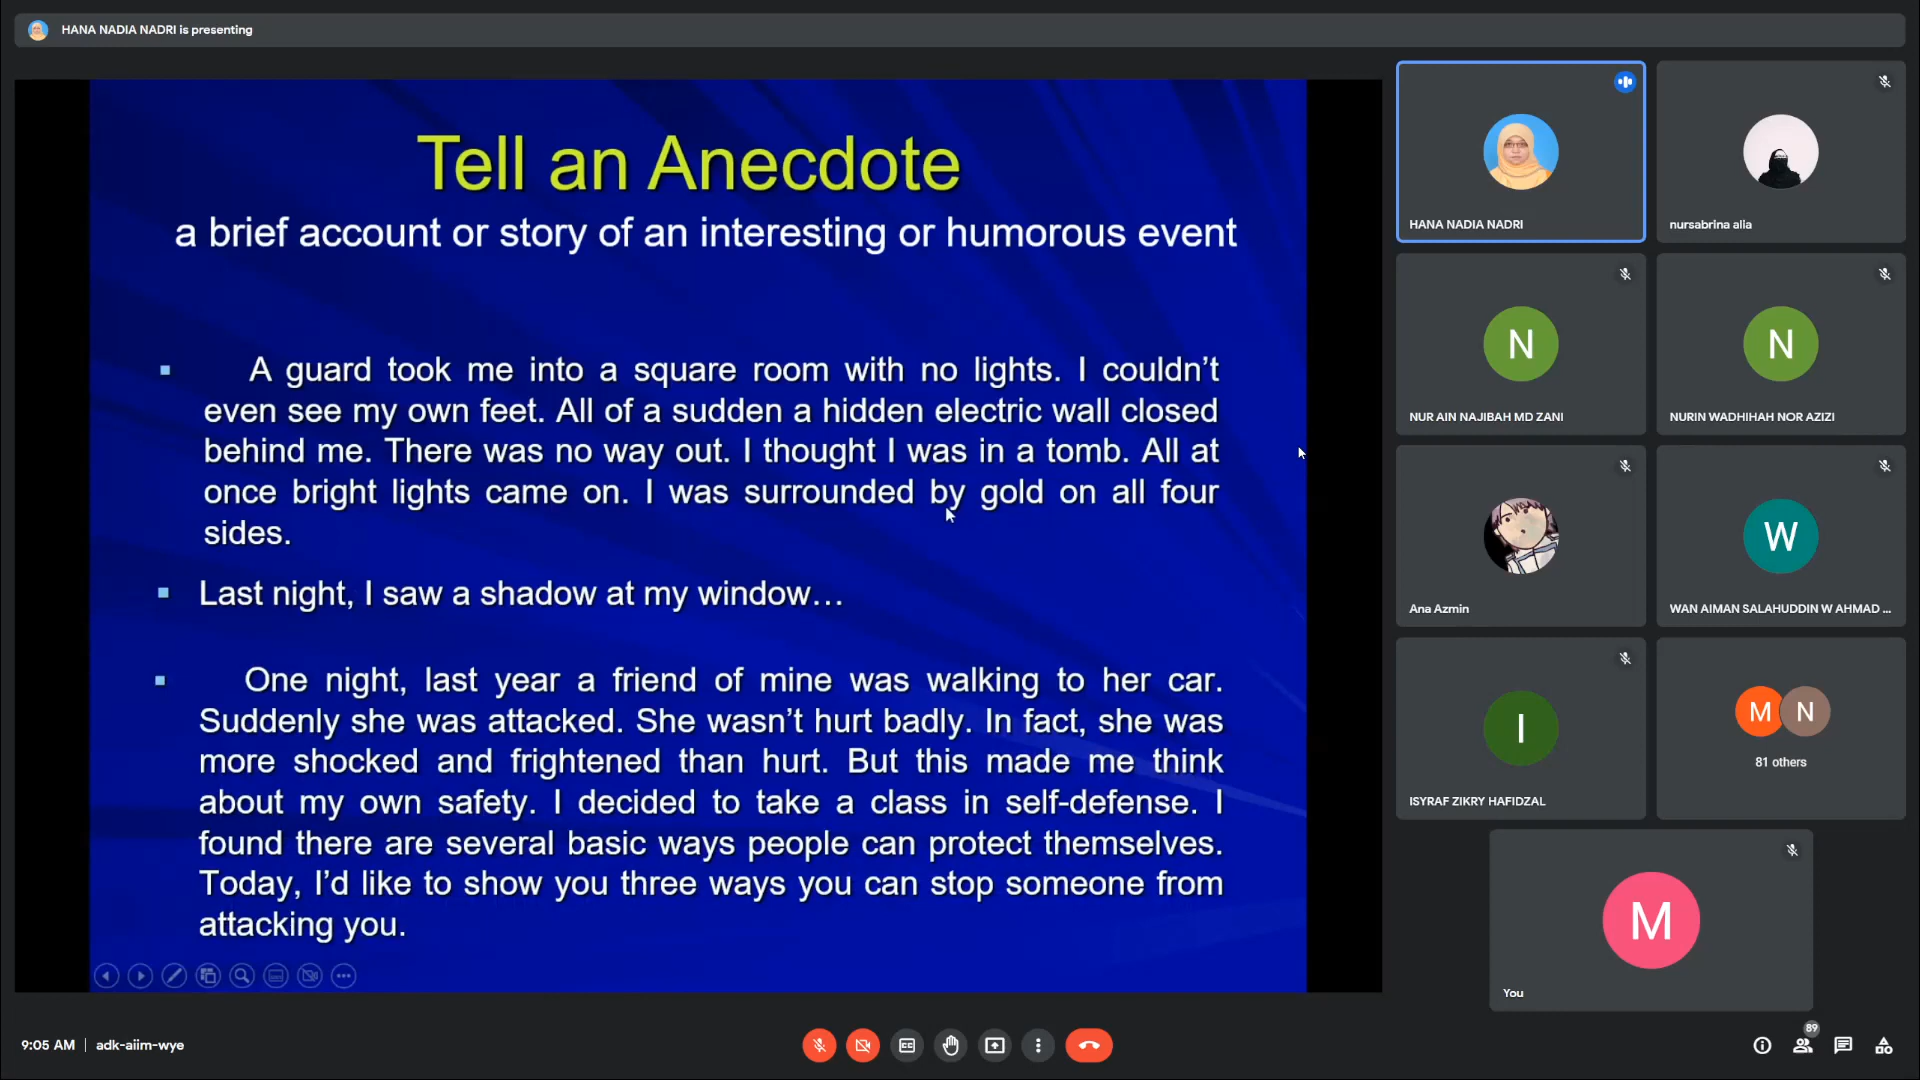 HANA NADIA NADRI is presenting
Tell an Anecdote
a brief account or story of an interesting or humorous event
▪ A guard took me into a square room with no lights. I couldn’t
even see my own feet. All of a sudden a hidden electric wall closed
behind me. There was no way out. I thought I was in a tomb. All at
once bright lights came on. I was surrounded by gold on all four
sides.
▪ Last night, I saw a shadow at my window…
▪ One night, last year a friend of mine was walking to her car.
Suddenly she was attacked. She wasn’t hurt badly. In fact, she was
more shocked and frightened than hurt. But this made me think
about my own safety. I decided to take a class in self-defense. I
found there are several basic ways people can protect themselves.
Today, I’d like to show you three ways you can stop someone from
attacking you.
HANA NADIA NADRI
nursabrina alia
N
NUR AIN NAJIBAH MD ZANI
N
NURIN WADHIHAH NOR AZIZI
Ana Azmin
W
WAN AIMAN SALAHUDDIN W AHMAD ...
I
ISYRAF ZIKRY HAFIDZAL
M N
81 others
M
You
9:05 AM | adk-aiim-wye
CC
89